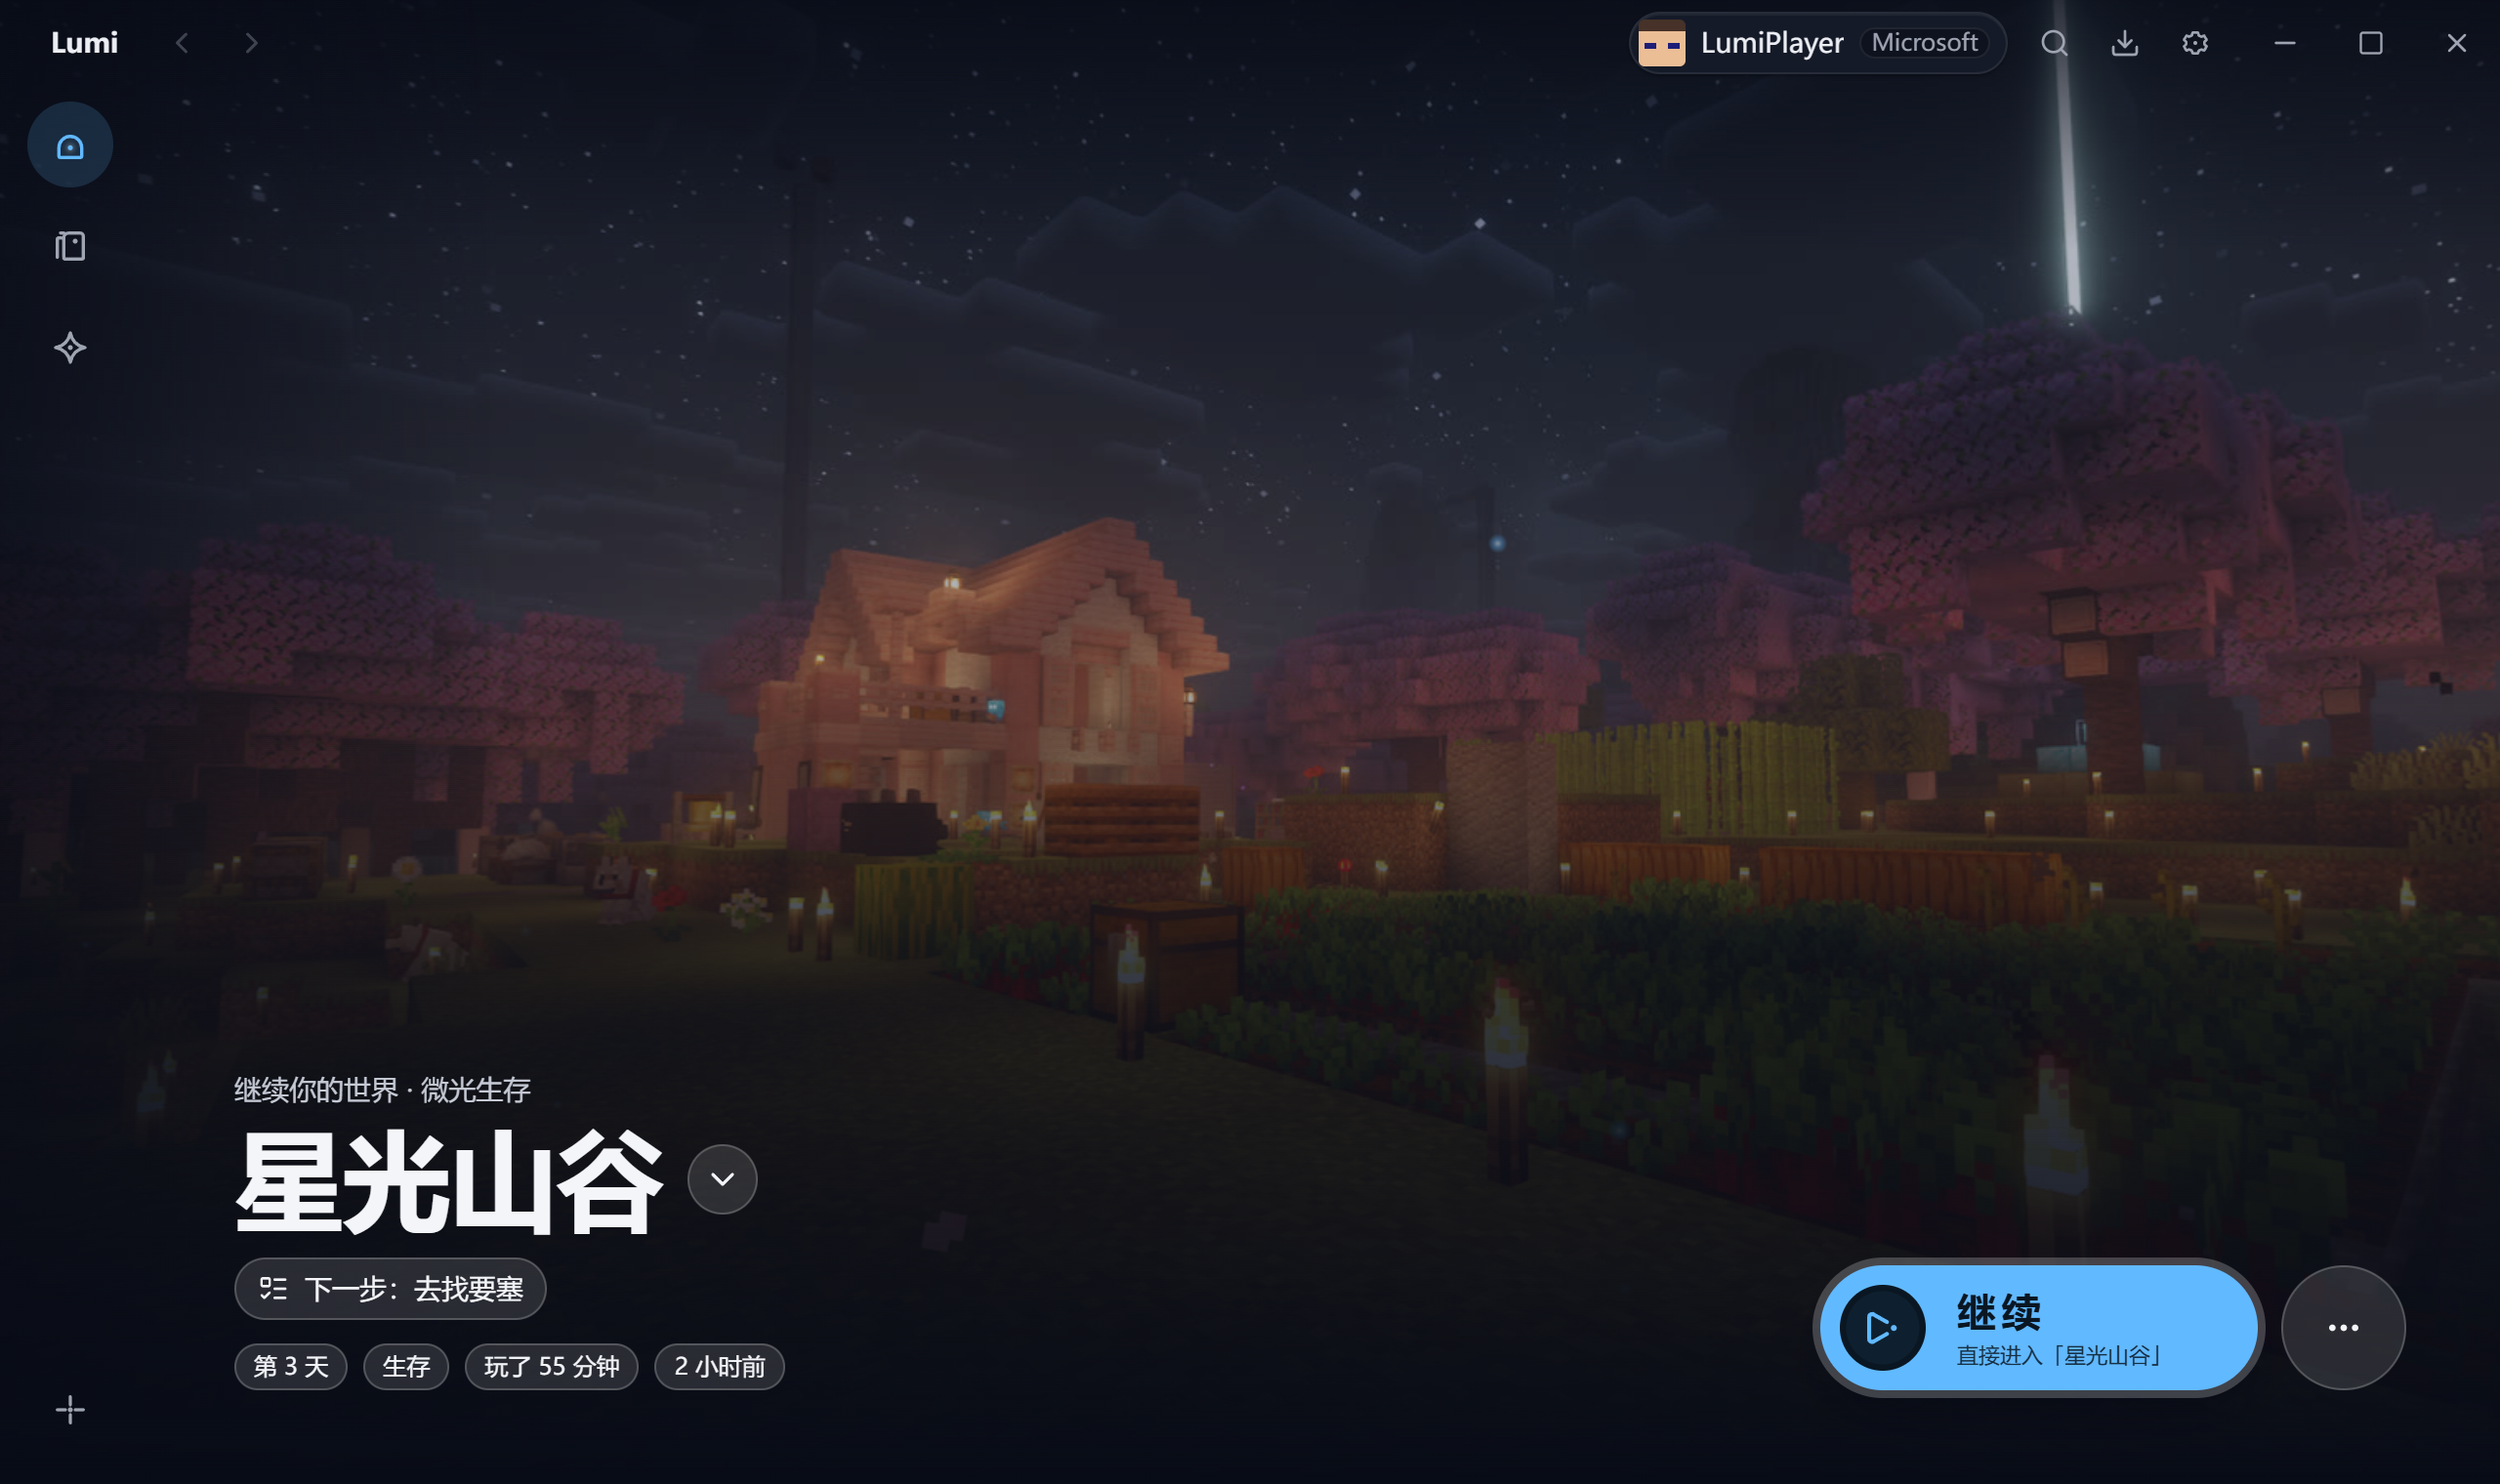 Lumi
LumiPlayer Microsoft
继续你的世界 · 微光生存
星光山谷
下一步：去找要塞
第 3 天 生存 玩了 55 分钟 2 小时前
继续
直接进入「星光山谷」